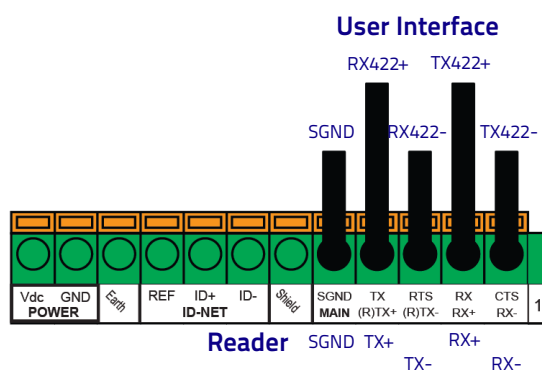 User Interface
RX422+ TX422+
SGND RX422- TX422-
Vdc GND Earth REF ID+ ID- Shield SGND TX RTS RX CTS 1
POWER ID-NET MAIN (R)TX+ (R)TX- RX+ RX-
Reader SGND TX+ RX+
TX- RX-